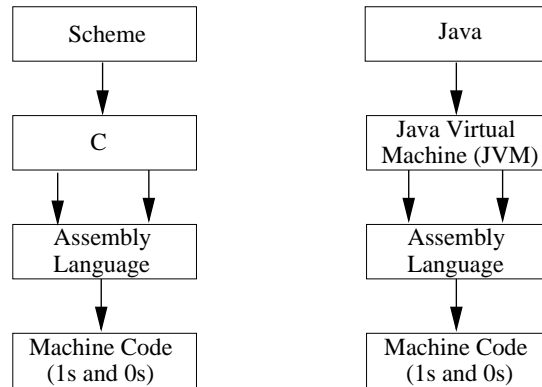 Scheme
C
Assembly
Language
Machine Code
(1s and 0s)
Java
Java Virtual
Machine (JVM)
Assembly
Language
Machine Code
(1s and 0s)